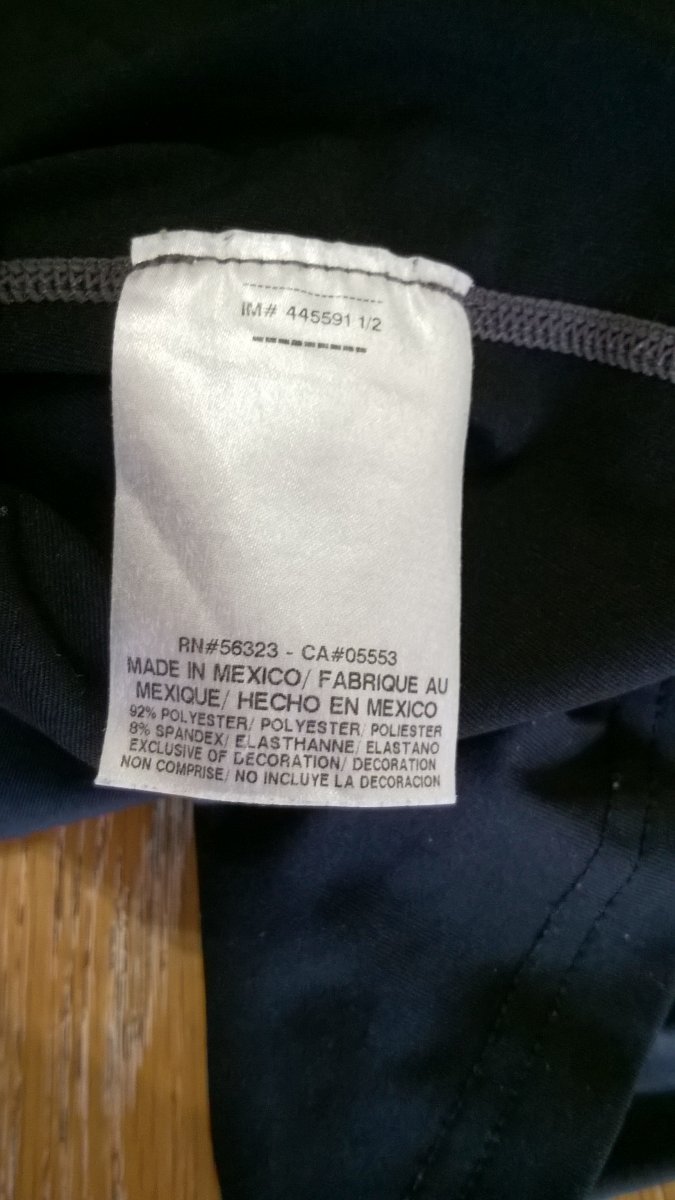 IM# 445591 1/2
RN#56323 - CA#05553
MADE IN MEXICO/ FABRIQUE AU
MEXIQUE/ HECHO EN MEXICO
92% POLYESTER/ POLYESTER/ POLIESTER
8% SPANDEX/ ELASTHANNE/ ELASTANO
EXCLUSIVE OF DECORATION/ DECORATION
NON COMPRISE/ NO INCLUYE LA DECORACION